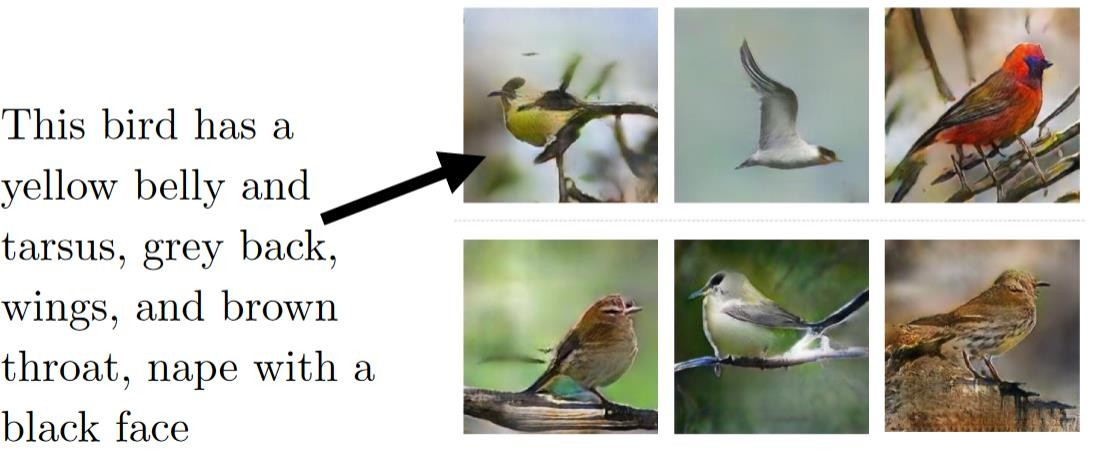 This bird has a
yellow belly and
tarsus, grey back,
wings, and brown
throat, nape with a
black face